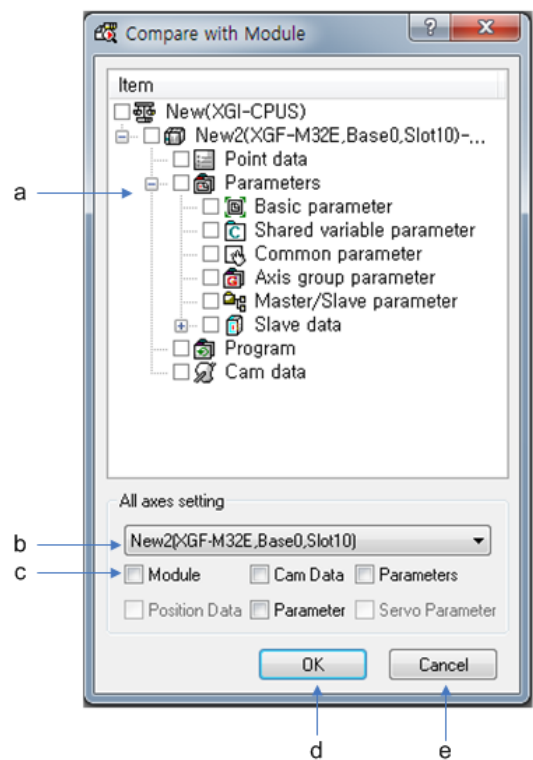 Compare with Module
Item
New(XGI-CPUS)
New2(XGF-M32E,Base0,Slot10)-...
Point data
a
Parameters
Basic parameter
Shared variable parameter
Common parameter
Axis group parameter
Master/Slave parameter
Slave data
Program
Cam data
All axes setting
b New2(XGF-M32E,Base0,Slot10)
c Module Cam Data Parameters
Position Data Parameter Servo Parameter
OK Cancel
d e